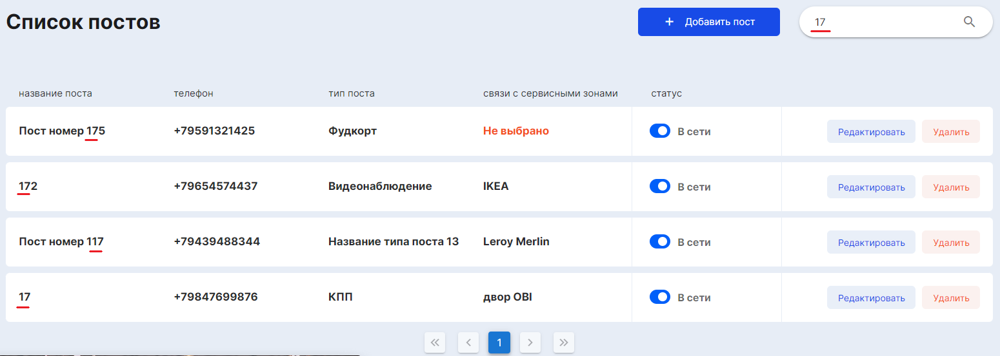 Список постов
+ Добавить пост
17
название поста телефон тип поста связи с сервисными зонами статус
Пост номер 175 +79591321425 Фудкорт Не выбрано В сети Редактировать Удалить
172 +79654574437 Видеонаблюдение IKEA В сети Редактировать Удалить
Пост номер 117 +79439488344 Название типа поста 13 Leroy Merlin В сети Редактировать Удалить
17 +79847699876 КПП двор OBI В сети Редактировать Удалить
1